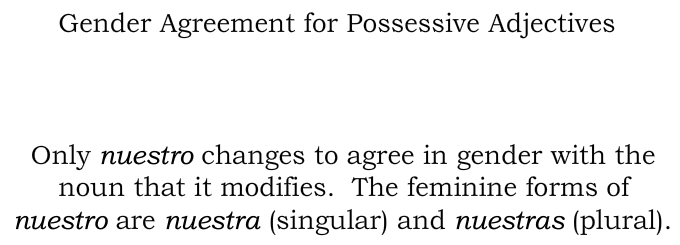 Gender Agreement for Possessive Adjectives
Only nuestro changes to agree in gender with the
noun that it modifies.  The feminine forms of
nuestro are nuestra (singular) and nuestras (plural).